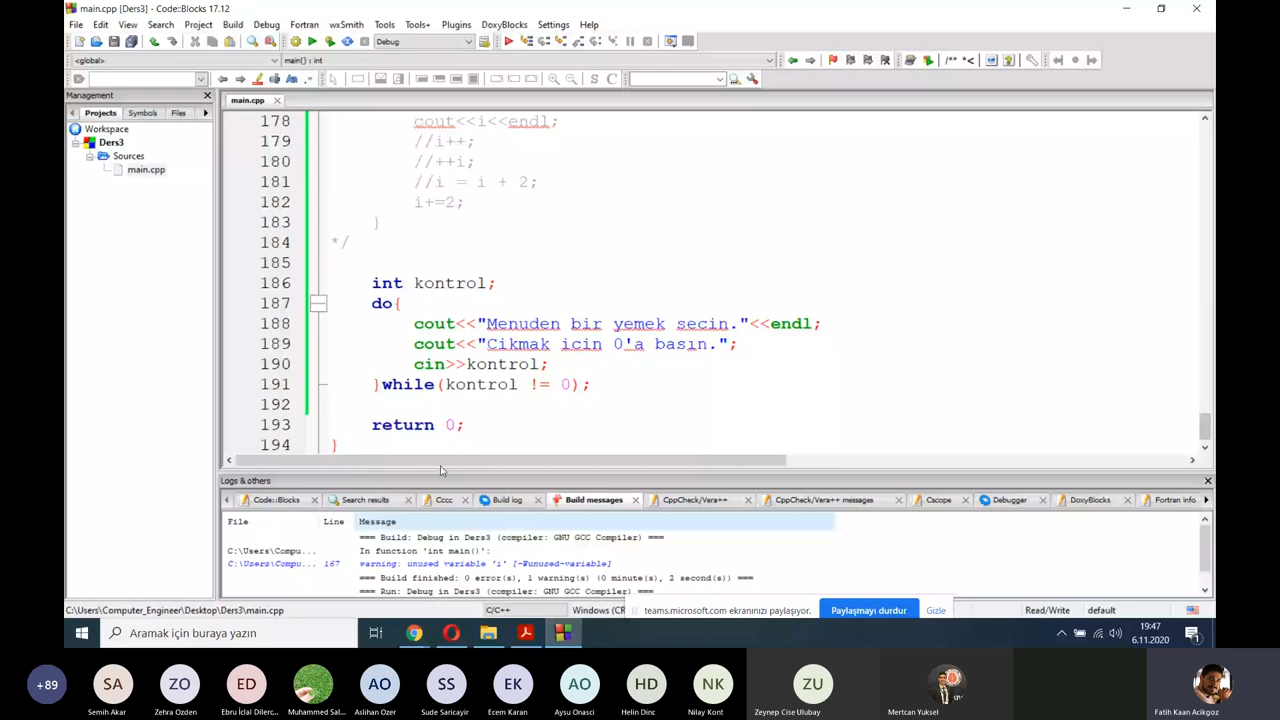 main.cpp [Ders3] - Code::Blocks 17.12
File Edit View Search Project Build Debug Fortran wxSmith Tools Tools+ Plugins DoxyBlocks Settings Help
Debug
<global> main() : int
/** *<
S C
Management
main.cpp
Projects Symbols Files
Workspace
Ders3
Sources
main.cpp
178 cout<<i<<endl;
179 //i++;
180 //++i;
181 //i = i + 2;
182 i+=2;
183 }
184 */
185
186 int kontrol;
187 do{
188 cout<<"Menuden bir yemek secin."<<endl;
189 cout<<"Cikmak icin 0'a basın.";
190 cin>>kontrol;
191 }while(kontrol != 0);
192
193 return 0;
194 }
Logs & others
Code::Blocks Search results Cccc Build log Build messages CppCheck/Vera++ CppCheck/Vera++ messages Cscope Debugger DoxyBlocks Fortran info
File Line Message
=== Build: Debug in Ders3 (compiler: GNU GCC Compiler) ===
C:\Users\Compu... In function 'int main()':
C:\Users\Compu... 167 warning: unused variable 'i' [-Wunused-variable]
=== Build finished: 0 error(s), 1 warning(s) (0 minute(s), 2 second(s)) ===
=== Run: Debug in Ders3 (compiler: GNU GCC Compiler) ===
C:\Users\Computer_Engineer\Desktop\Ders3\main.cpp C/C++ Windows (CR Read/Write default
teams.microsoft.com ekranınızı paylaşıyor. Paylaşmayı durdur Gizle
Aramak için buraya yazın
19:47
6.11.2020
+89 SA ZO ED AO SS EK AO HD NK ZU
Semih Akar Zehra Ozden Ebru İclal Dilerc... Muhammed Sal... Aslihan Ozer Sude Saricayir Ecem Karan Aysu Onasci Helin Dinc Nilay Kont Zeynep Cise Ulubay Mertcan Yuksel Fatih Kaan Acikgoz